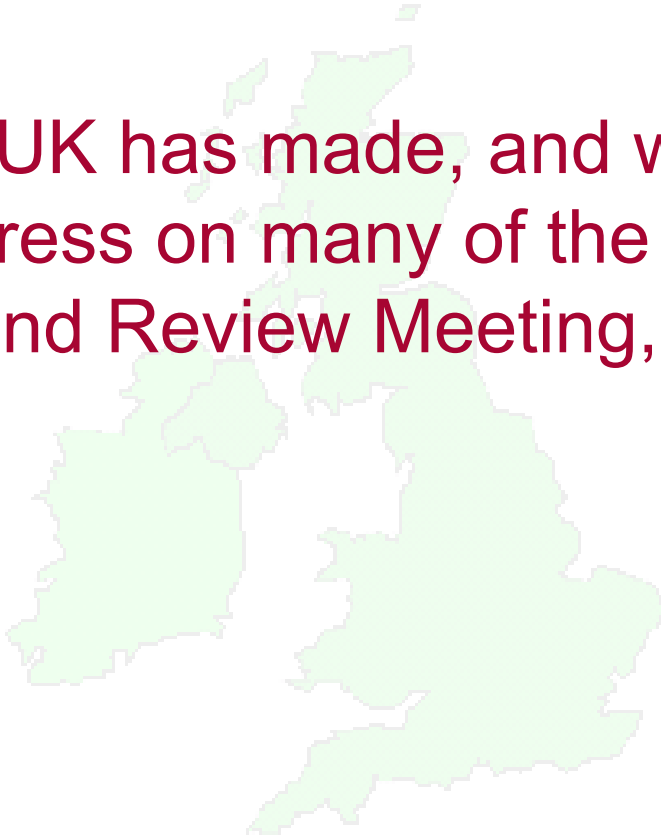 UK has made, and w
ress on many of the
nd Review Meeting,